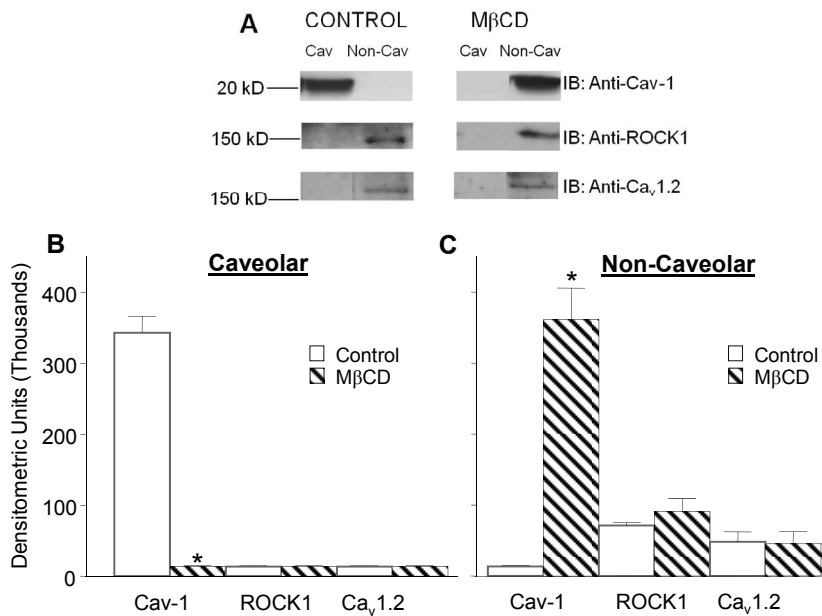 A CONTROL MβCD
Cav Non-Cav Cav Non-Cav
20 kD IB: Anti-Cav-1
150 kD IB: Anti-ROCK1
150 kD IB: Anti-Caᵥ1.2
B Caveolar
Densitometric Units (Thousands)
400
300
200
100
0
Control
MβCD
*
Cav-1 ROCK1 Caᵥ1.2
C Non-Caveolar
*
Control
MβCD
Cav-1 ROCK1 Caᵥ1.2